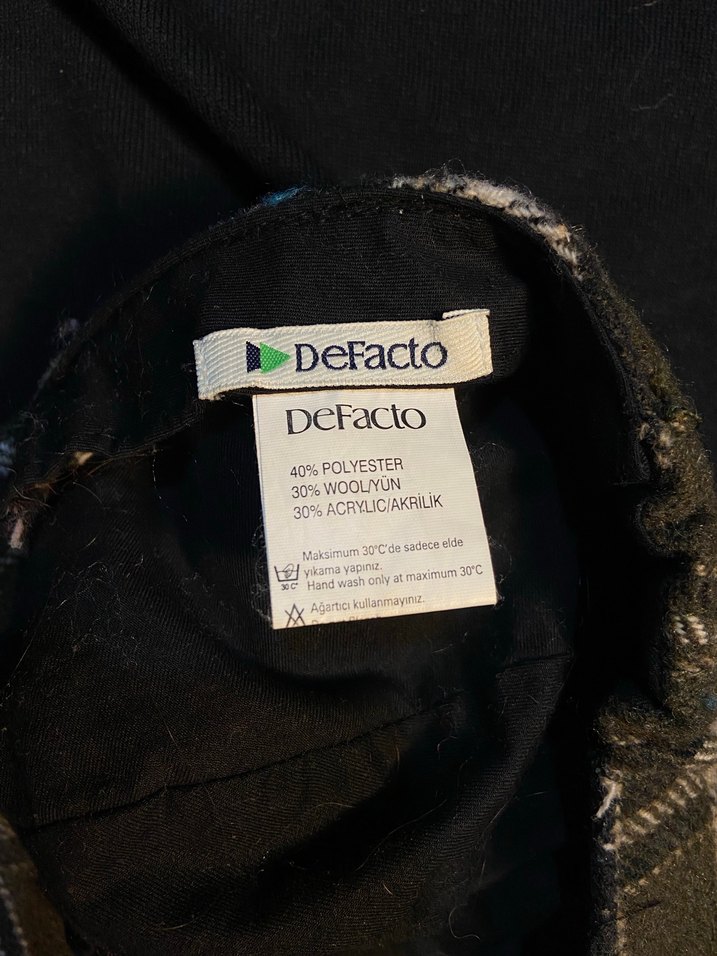 DeFacto
DeFacto
40% POLYESTER
30% WOOL/YÜN
30% ACRYLIC/AKRİLİK
Maksimum 30°C'de sadece elde
yıkama yapınız.
30 C°
Hand wash only at maximum 30°C
Ağartıcı kullanmayınız.